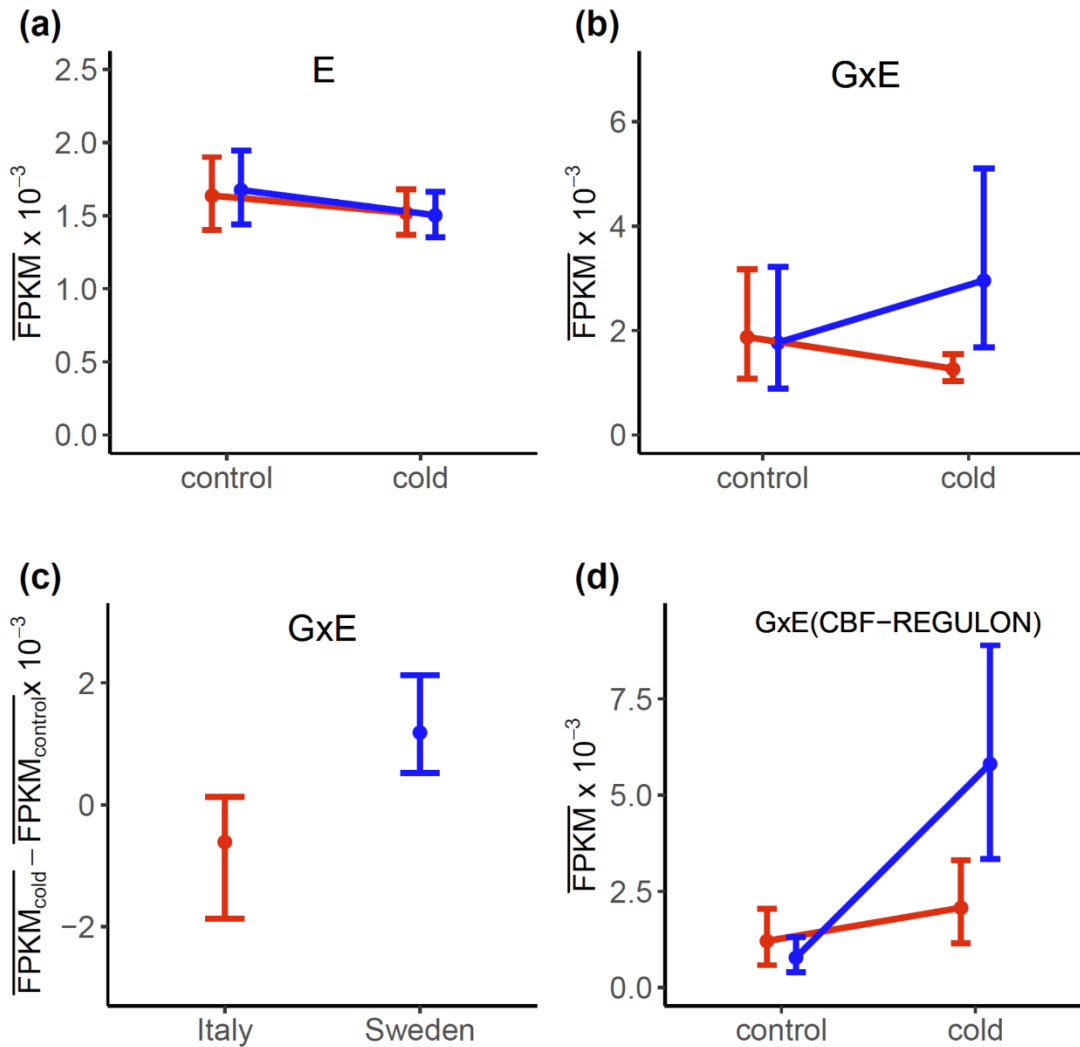 (a)
E
2.5
2.0
1.5
1.0
0.5
0.0
FPKM x 10⁻³
control
cold
(b)
GxE
6
4
2
0
FPKM x 10⁻³
control
cold
(c)
GxE
2
0
−2
FPKMcold − FPKMcontrol x 10⁻³
Italy
Sweden
(d)
GxE(CBF−REGULON)
7.5
5.0
2.5
0.0
FPKM x 10⁻³
control
cold